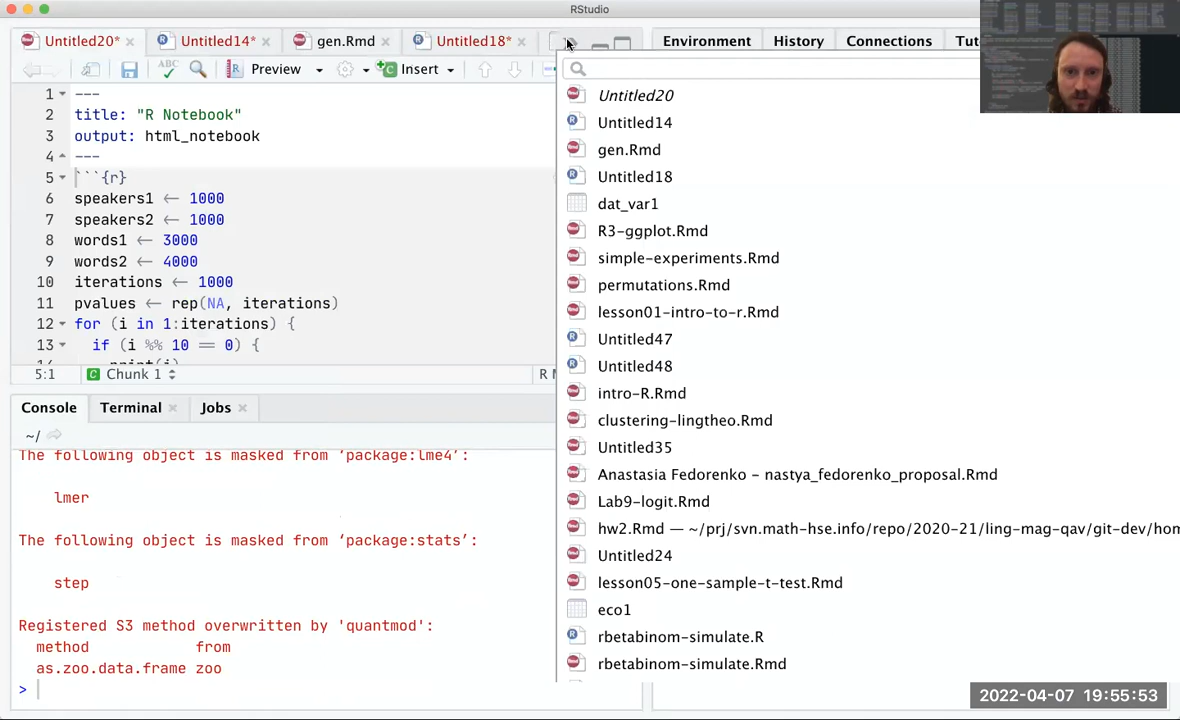 RStudio
Untitled20*
Untitled14*
gen.Rmd
Untitled18*
Environment
History
Connections
Tut
ABC
Preview
Insert
1 ---
2 title: "R Notebook"
3 output: html_notebook
4 ---
5 ```{r}
6 speakers1 <- 1000
7 speakers2 <- 1000
8 words1 <- 3000
9 words2 <- 4000
10 iterations <- 1000
11 pvalues <- rep(NA, iterations)
12 for (i in 1:iterations) {
13 if (i %% 10 == 0) {
14 print(i)
5:1
C Chunk 1
R M
Console
Terminal
Jobs
~/
The following object is masked from ‘package:lme4’:
lmer
The following object is masked from ‘package:stats’:
step
Registered S3 method overwritten by 'quantmod':
method from
as.zoo.data.frame zoo
>
Untitled20
Untitled14
gen.Rmd
Untitled18
dat_var1
R3-ggplot.Rmd
simple-experiments.Rmd
permutations.Rmd
lesson01-intro-to-r.Rmd
Untitled47
Untitled48
intro-R.Rmd
clustering-lingtheo.Rmd
Untitled35
Anastasia Fedorenko - nastya_fedorenko_proposal.Rmd
Lab9-logit.Rmd
hw2.Rmd — ~/prj/svn.math-hse.info/repo/2020-21/ling-mag-qav/git-dev/hom
Untitled24
lesson05-one-sample-t-test.Rmd
eco1
rbetabinom-simulate.R
rbetabinom-simulate.Rmd
2022-04-07 19:55:53